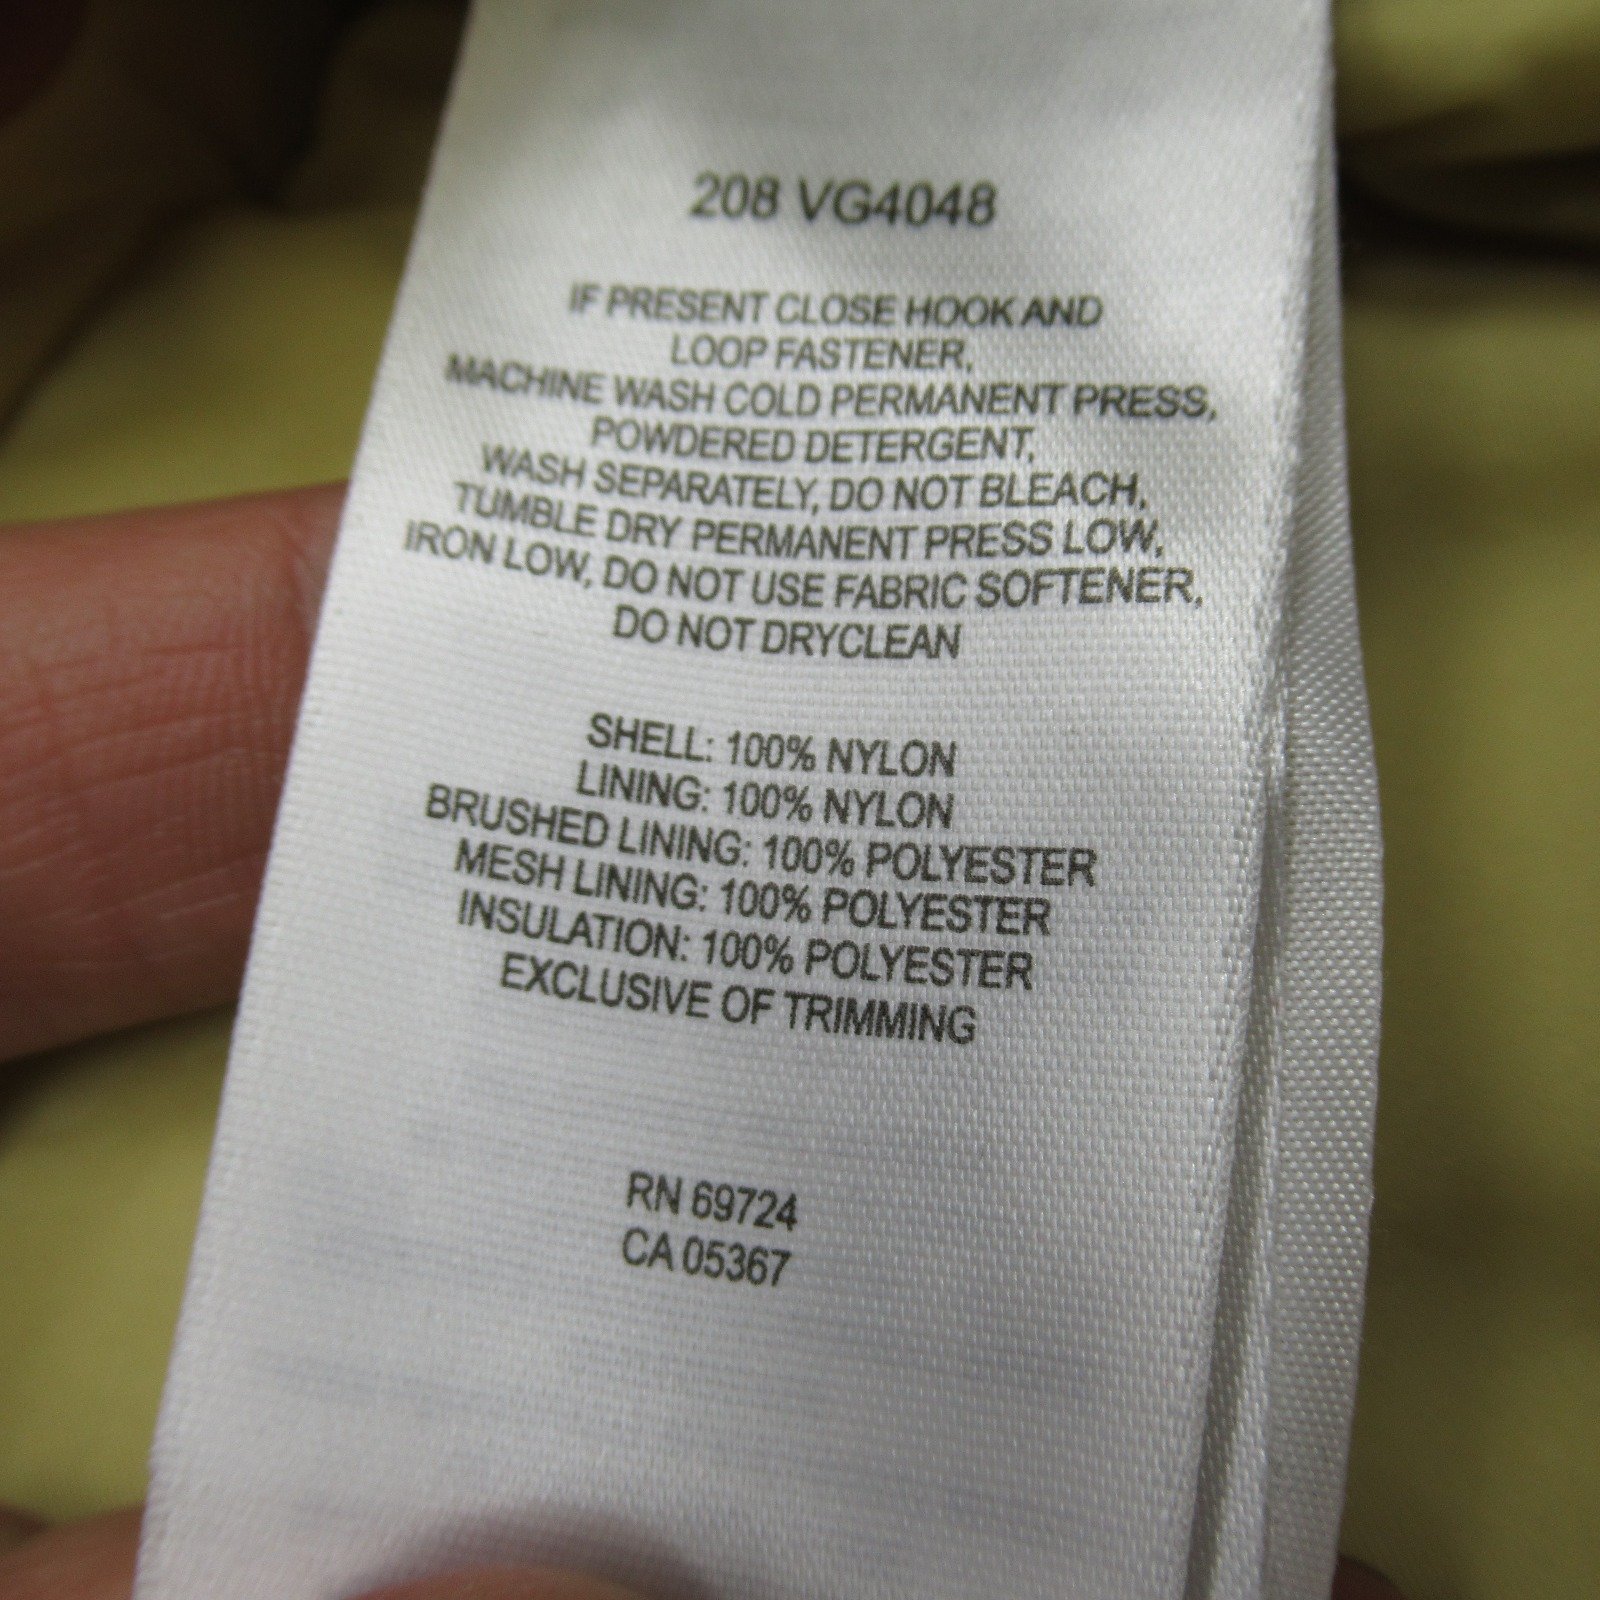 208 VG4048
IF PRESENT CLOSE HOOK AND
LOOP FASTENER,
MACHINE WASH COLD PERMANENT PRESS,
POWDERED DETERGENT,
WASH SEPARATELY, DO NOT BLEACH,
TUMBLE DRY PERMANENT PRESS LOW,
IRON LOW, DO NOT USE FABRIC SOFTENER,
DO NOT DRYCLEAN
SHELL: 100% NYLON
LINING: 100% NYLON
BRUSHED LINING: 100% POLYESTER
MESH LINING: 100% POLYESTER
INSULATION: 100% POLYESTER
EXCLUSIVE OF TRIMMING
RN 69724
CA 05367